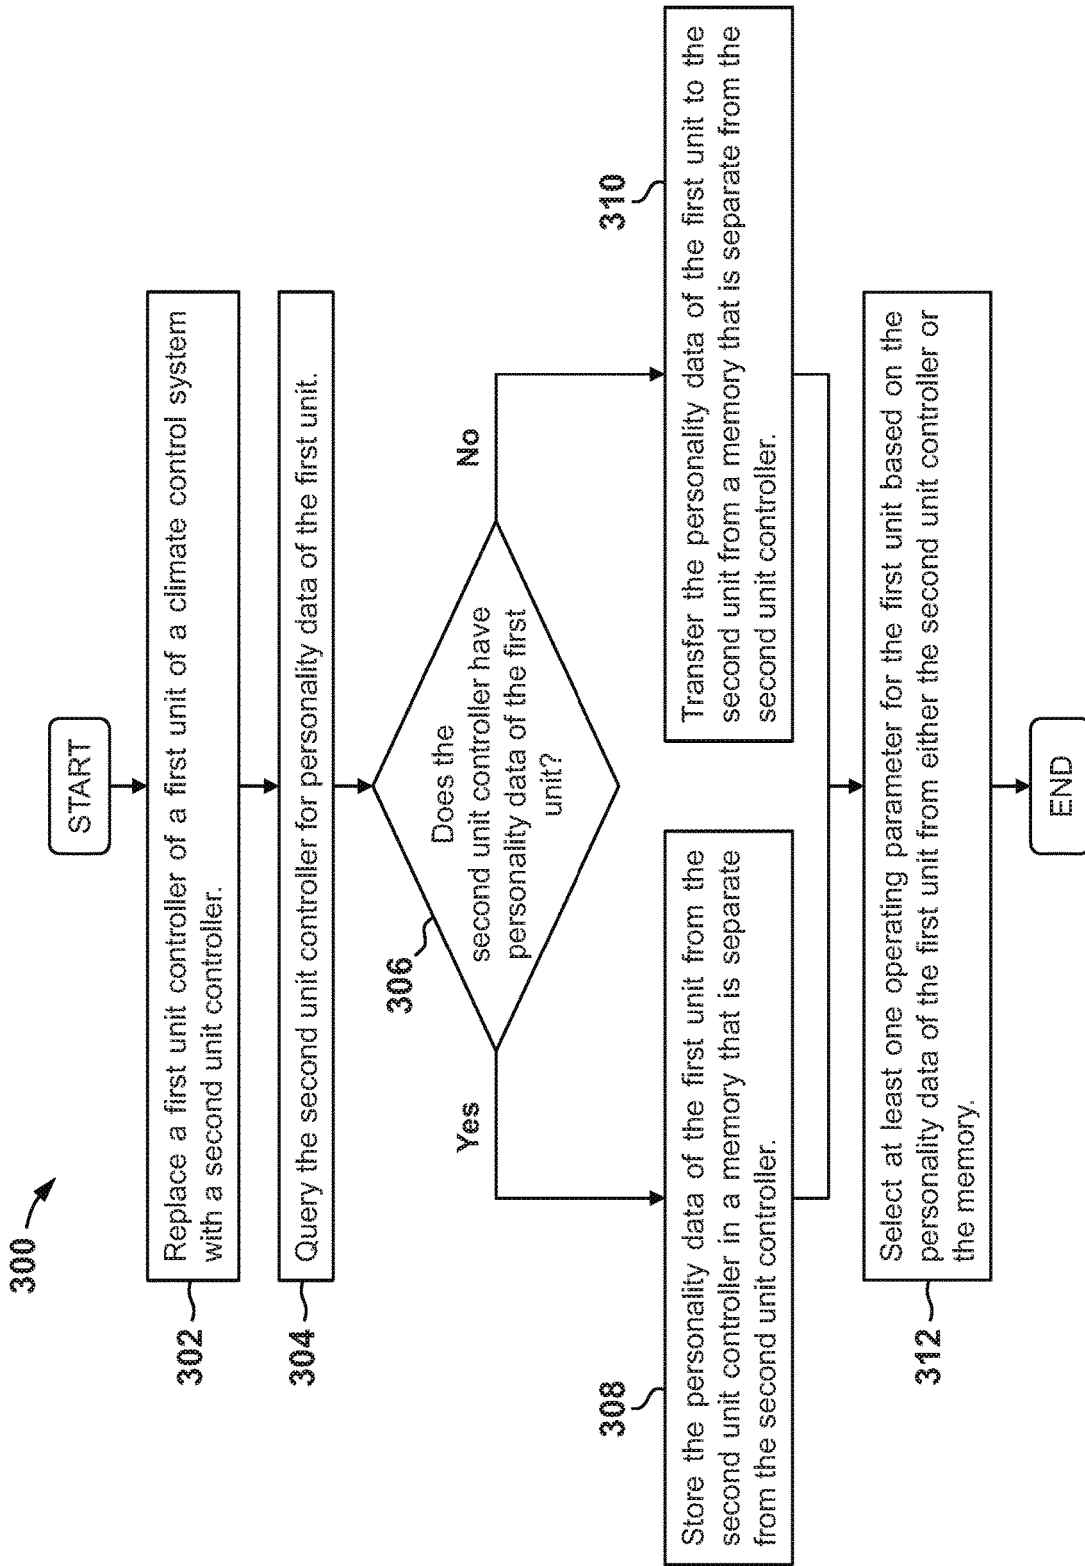 300
START
302
Replace a first unit controller of a first unit of a climate control system
with a second unit controller.
304
Query the second unit controller for personality data of the first unit.
306
Does the
second unit controller have
personality data of the first
unit?
Yes
No
308
Store the personality data of the first unit from the
second unit controller in a memory that is separate
from the second unit controller.
310
Transfer the personality data of the first unit to the
second unit from a memory that is separate from the
second unit controller.
312
Select at least one operating parameter for the first unit based on the
personality data of the first unit from either the second unit controller or
the memory.
END